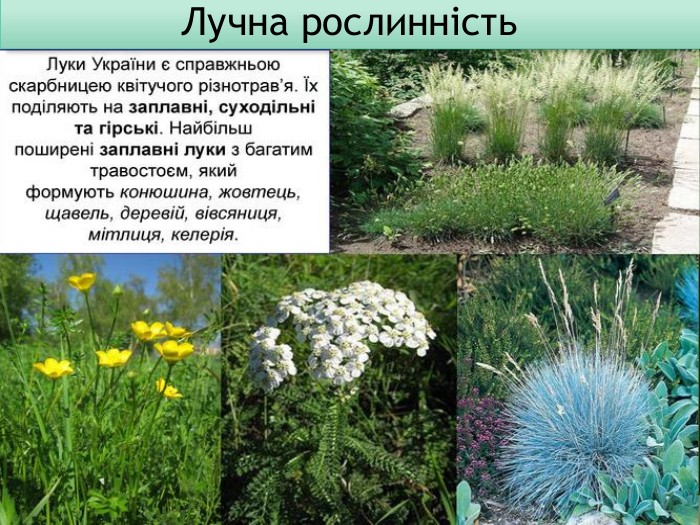 Лучна рослинність
Луки України є справжньою
скарбницею квітучого різнотрав’я. Їх
поділяють на заплавні, суходільні
та гірські. Найбільш
поширені заплавні луки з багатим
травостоєм, який
формують конюшина, жовтець,
щавель, деревій, вівсяниця,
мітлиця, келерія.